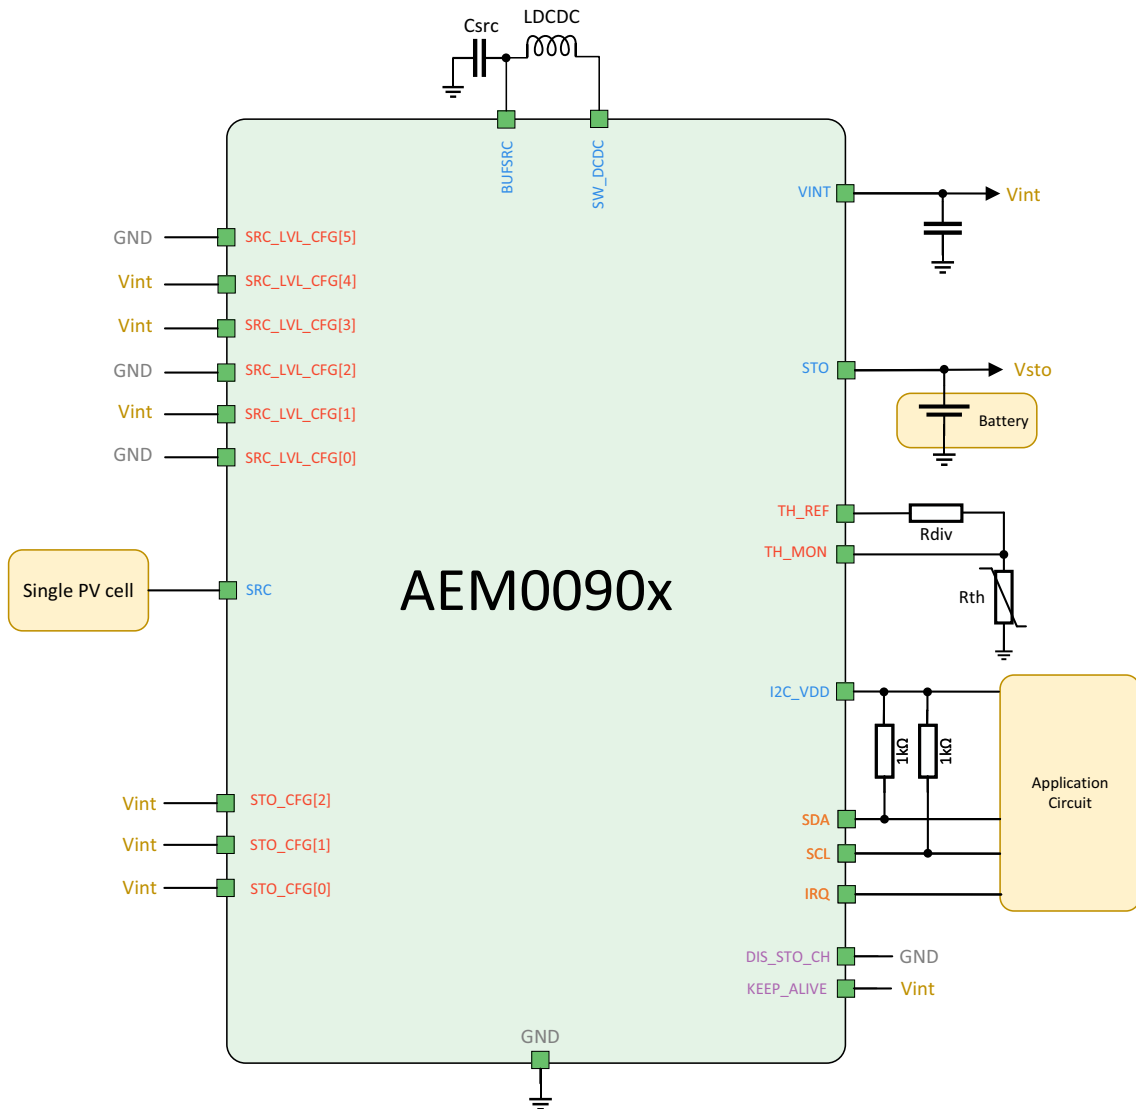 Csrc
LDCDC
BUFSRC
SW_DCDC
VINT
Vint
GND
SRC_LVL_CFG[5]
Vint
SRC_LVL_CFG[4]
Vint
SRC_LVL_CFG[3]
GND
SRC_LVL_CFG[2]
Vint
SRC_LVL_CFG[1]
GND
SRC_LVL_CFG[0]
STO
Vsto
Battery
TH_REF
Rdiv
TH_MON
Rth
Single PV cell
SRC
AEM0090x
I2C_VDD
1kΩ
1kΩ
Application
Circuit
SDA
SCL
IRQ
Vint
STO_CFG[2]
Vint
STO_CFG[1]
Vint
STO_CFG[0]
DIS_STO_CH
GND
KEEP_ALIVE
Vint
GND